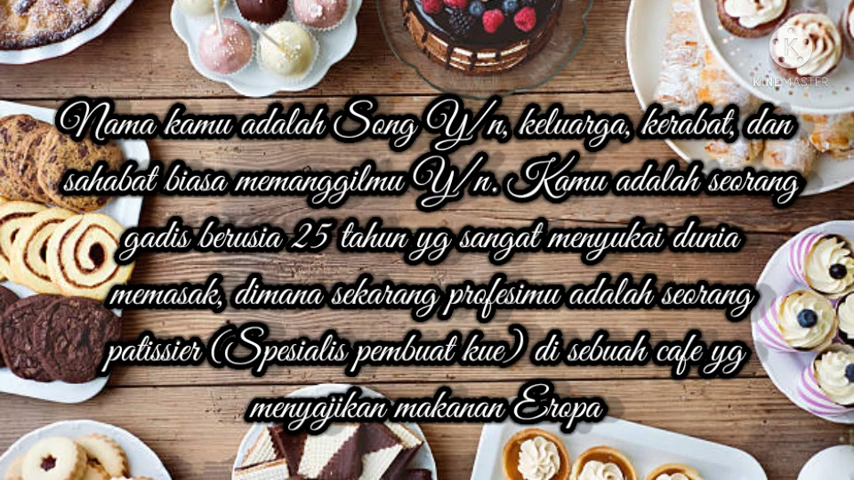 KINEMASTER
Nama kamu adalah Song Y/n, keluarga, kerabat, dan
sahabat biasa memanggilmu Y/n. Kamu adalah seorang
gadis berusia 25 tahun yg sangat menyukai dunia
memasak, dimana sekarang profesimu adalah seorang
patissier (Spesialis pembuat kue) di sebuah cafe yg
menyajikan makanan Eropa